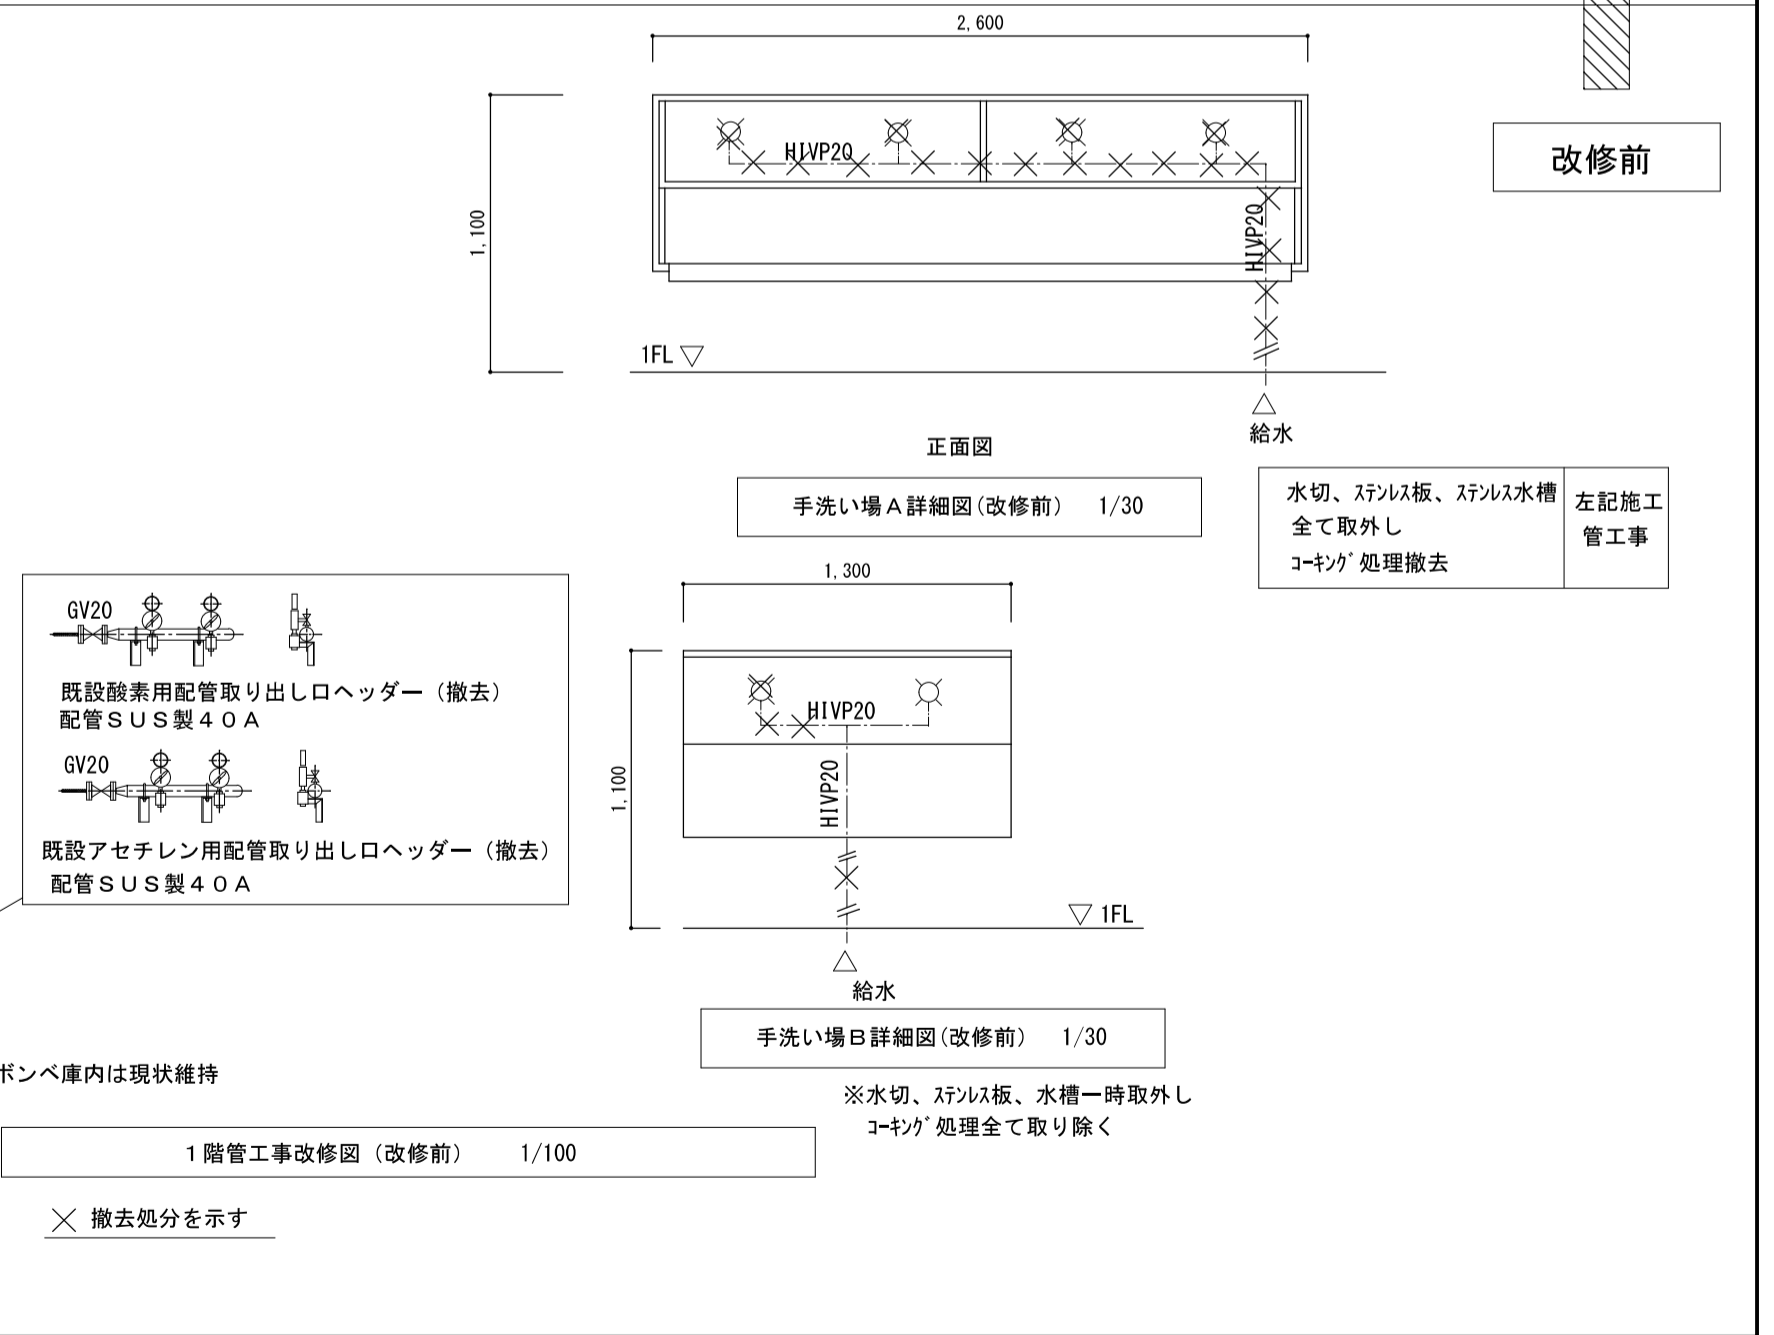 2,600
改修前
HIVP20
1,100
HIVP20
1FL
給水
正面図
手洗い場A詳細図(改修前) 1/30
水切、ステンレス板、ステンレス水槽
全て取外し
コーキング処理撤去
左記施工
管工事
1,300
GV20
既設酸素用配管取り出し口ヘッダー（撤去）
配管SUS製40A
GV20
既設アセチレン用配管取り出し口ヘッダー（撤去）
配管SUS製40A
HIVP20
1,100
HIVP20
1FL
給水
手洗い場B詳細図(改修前) 1/30
ボンベ庫内は現状維持
※水切、ステンレス板、水槽一時取外し
コーキング処理全て取り除く
1階管工事改修図（改修前） 1/100
撤去処分を示す